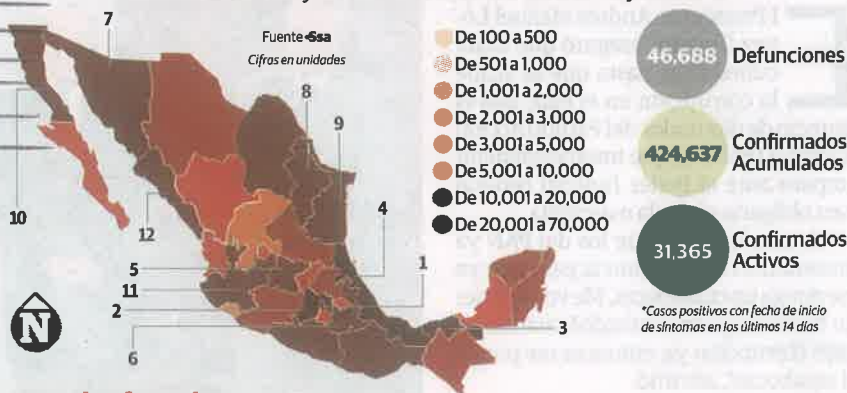 7
Fuente Ssa
Cifras en unidades
8
9
10
12
4
5
11
2
6
1
3
N
De 100 a 500
De 501 a 1,000
De 1,001 a 2,000
De 2,001 a 3,000
De 3,001 a 5,000
De 5,001 a 10,000
De 10,001 a 20,000
De 20,001 a 70,000
46,688 Defunciones
424,637 Confirmados
Acumulados
31,365 Confirmados
Activos
*Casos positivos con fecha de inicio
de síntomas en los últimos 14 días